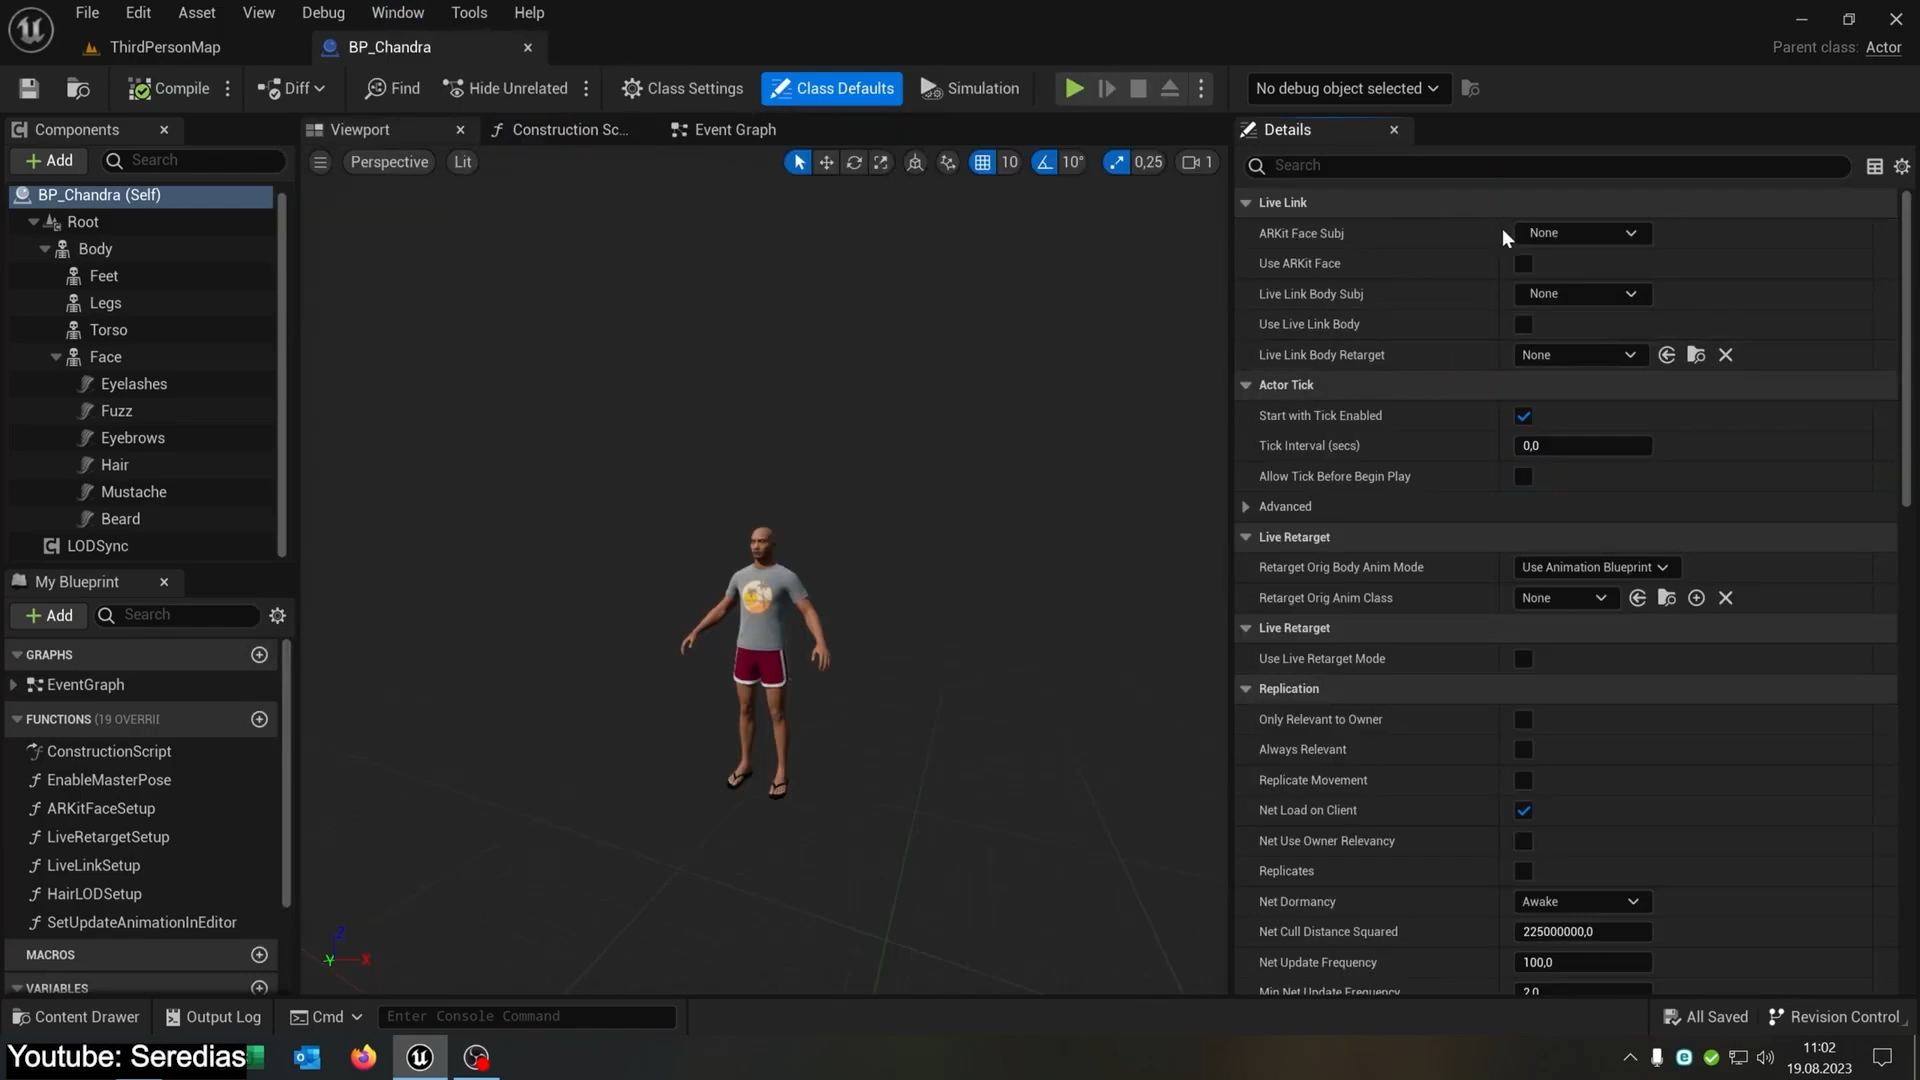 File Edit Asset View Debug Window Tools Help
ThirdPersonMap
BP_Chandra
Parent class: Actor
Compile
Diff
Find
Hide Unrelated
Class Settings
Class Defaults
Simulation
No debug object selected
Components
Add
Search
BP_Chandra (Self)
Root
Body
Feet
Legs
Torso
Face
Eyelashes
Fuzz
Eyebrows
Hair
Mustache
Beard
LODSync
My Blueprint
Add
Search
GRAPHS
EventGraph
FUNCTIONS (19 OVERRI
ConstructionScript
EnableMasterPose
ARKitFaceSetup
LiveRetargetSetup
LiveLinkSetup
HairLODSetup
SetUpdateAnimationInEditor
MACROS
VARIABLES
Viewport
Construction Sc...
Event Graph
Perspective
Lit
10
10°
0,25
1
Z
Y
X
Details
Search
Live Link
ARKit Face Subj None
Use ARKit Face
Live Link Body Subj None
Use Live Link Body
Live Link Body Retarget None
Actor Tick
Start with Tick Enabled
Tick Interval (secs) 0,0
Allow Tick Before Begin Play
Advanced
Live Retarget
Retarget Orig Body Anim Mode Use Animation Blueprint
Retarget Orig Anim Class None
Live Retarget
Use Live Retarget Mode
Replication
Only Relevant to Owner
Always Relevant
Replicate Movement
Net Load on Client
Net Use Owner Relevancy
Replicates
Net Dormancy Awake
Net Cull Distance Squared 225000000,0
Net Update Frequency 100,0
Min Net Update Frequency 2,0
Content Drawer
Output Log
Cmd
Enter Console Command
All Saved
Revision Control
Youtube: Seredias
11:02
19.08.2023